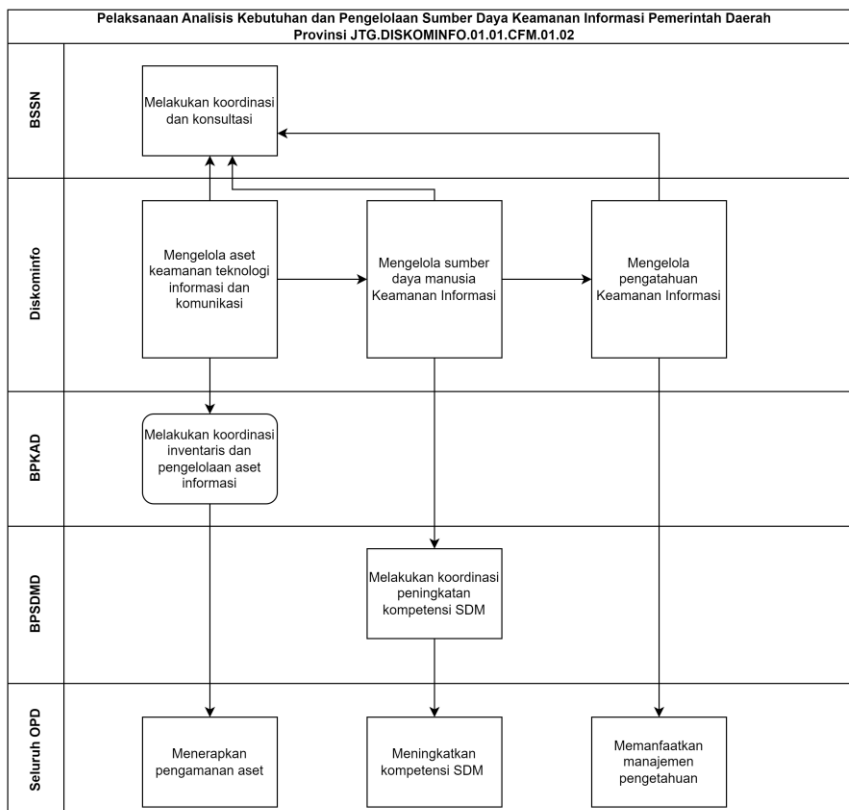 Pelaksanaan Analisis Kebutuhan dan Pengelolaan Sumber Daya Keamanan Informasi Pemerintah Daerah
Provinsi JTG.DISKOMINFO.01.01.CFM.01.02
BSSN
Melakukan koordinasi
dan konsultasi
Diskominfo
Mengelola aset
keamanan teknologi
informasi dan
komunikasi
Mengelola sumber
daya manusia
Keamanan Informasi
Mengelola
pengatahuan
Keamanan Informasi
BPKAD
Melakukan koordinasi
inventaris dan
pengelolaan aset
informasi
BPSDMD
Melakukan koordinasi
peningkatan
kompetensi SDM
Seluruh OPD
Menerapkan
pengamanan aset
Meningkatkan
kompetensi SDM
Memanfaatkan
manajemen
pengetahuan